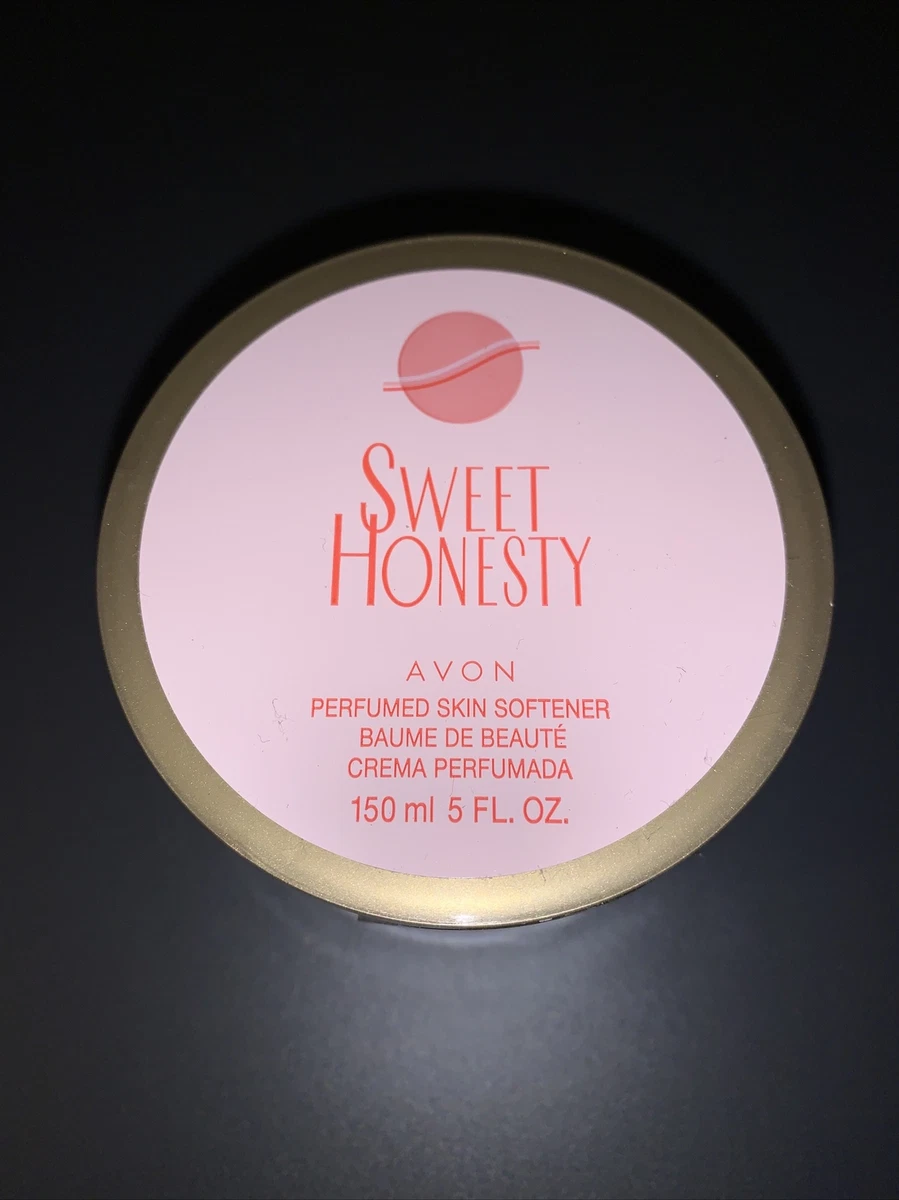 SWEET
HONESTY
AVON
PERFUMED SKIN SOFTENER
BAUME DE BEAUTÉ
CREMA PERFUMADA
150 ml 5 FL. OZ.